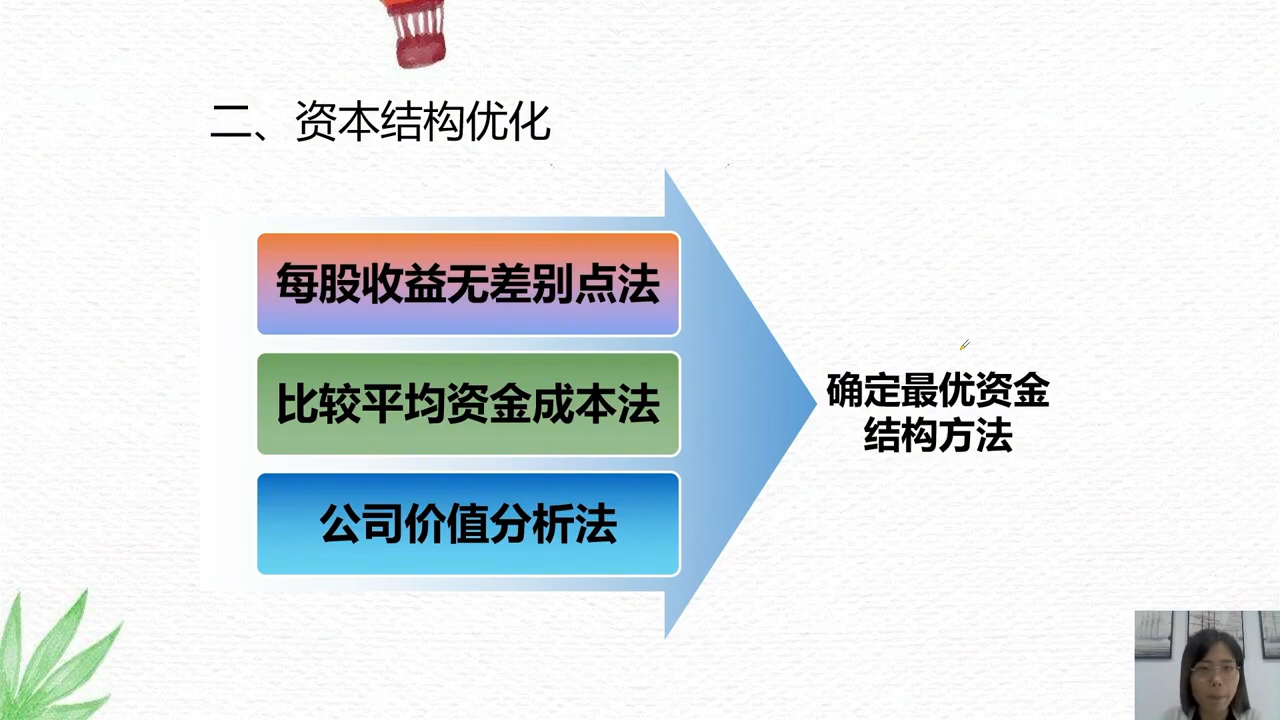 二、资本结构优化
每股收益无差别点法
比较平均资金成本法
公司价值分析法
确定最优资金
结构方法